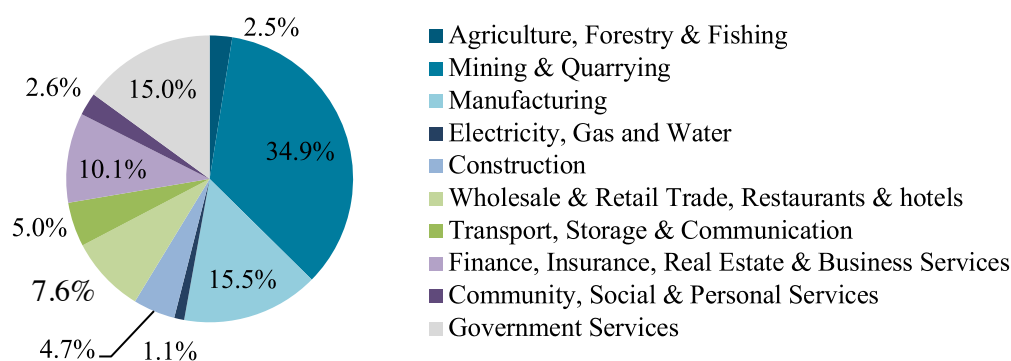 2.5%
34.9%
15.5%
1.1%
4.7%
7.6%
5.0%
10.1%
2.6%
15.0%
Agriculture, Forestry & Fishing
Mining & Quarrying
Manufacturing
Electricity, Gas and Water
Construction
Wholesale & Retail Trade, Restaurants & hotels
Transport, Storage & Communication
Finance, Insurance, Real Estate & Business Services
Community, Social & Personal Services
Government Services